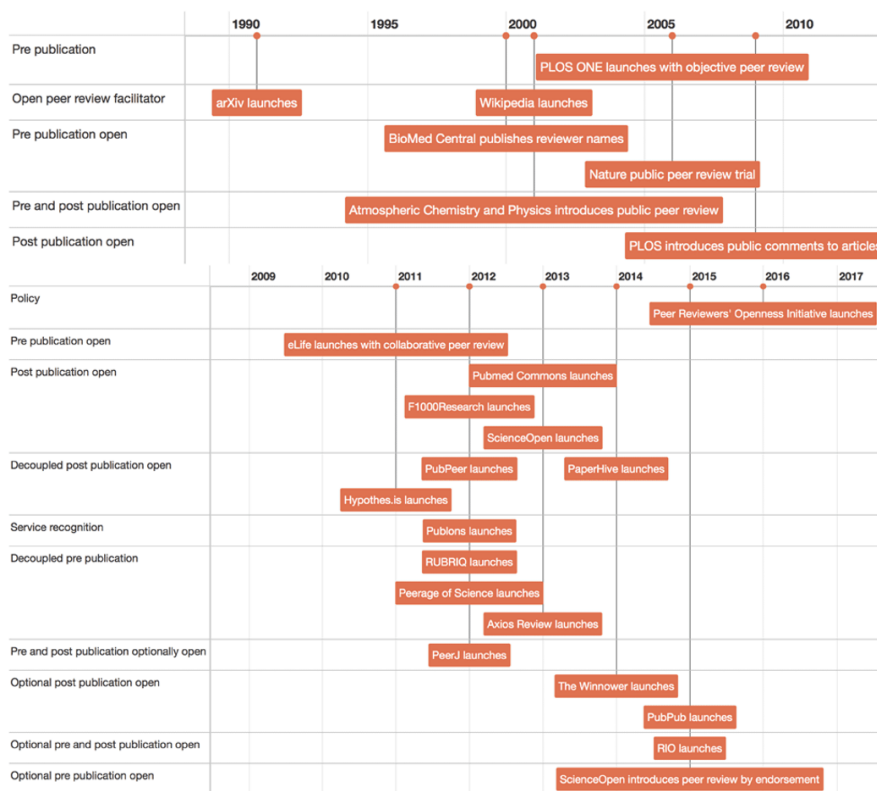 1990 1995 2000 2005 2010
Pre publication
PLOS ONE launches with objective peer review
Open peer review facilitator
arXiv launches
Wikipedia launches
Pre publication open
BioMed Central publishes reviewer names
Nature public peer review trial
Pre and post publication open
Atmospheric Chemistry and Physics introduces public peer review
Post publication open
PLOS introduces public comments to articles
2009 2010 2011 2012 2013 2014 2015 2016 2017
Policy
Peer Reviewers' Openness Initiative launches
Pre publication open
eLife launches with collaborative peer review
Post publication open
Pubmed Commons launches
F1000Research launches
ScienceOpen launches
Decoupled post publication open
PubPeer launches
PaperHive launches
Hypothes.is launches
Service recognition
Publons launches
Decoupled pre publication
RUBRIQ launches
Peerage of Science launches
Axios Review launches
Pre and post publication optionally open
PeerJ launches
Optional post publication open
The Winnower launches
PubPub launches
Optional pre and post publication open
RIO launches
Optional pre publication open
ScienceOpen introduces peer review by endorsement